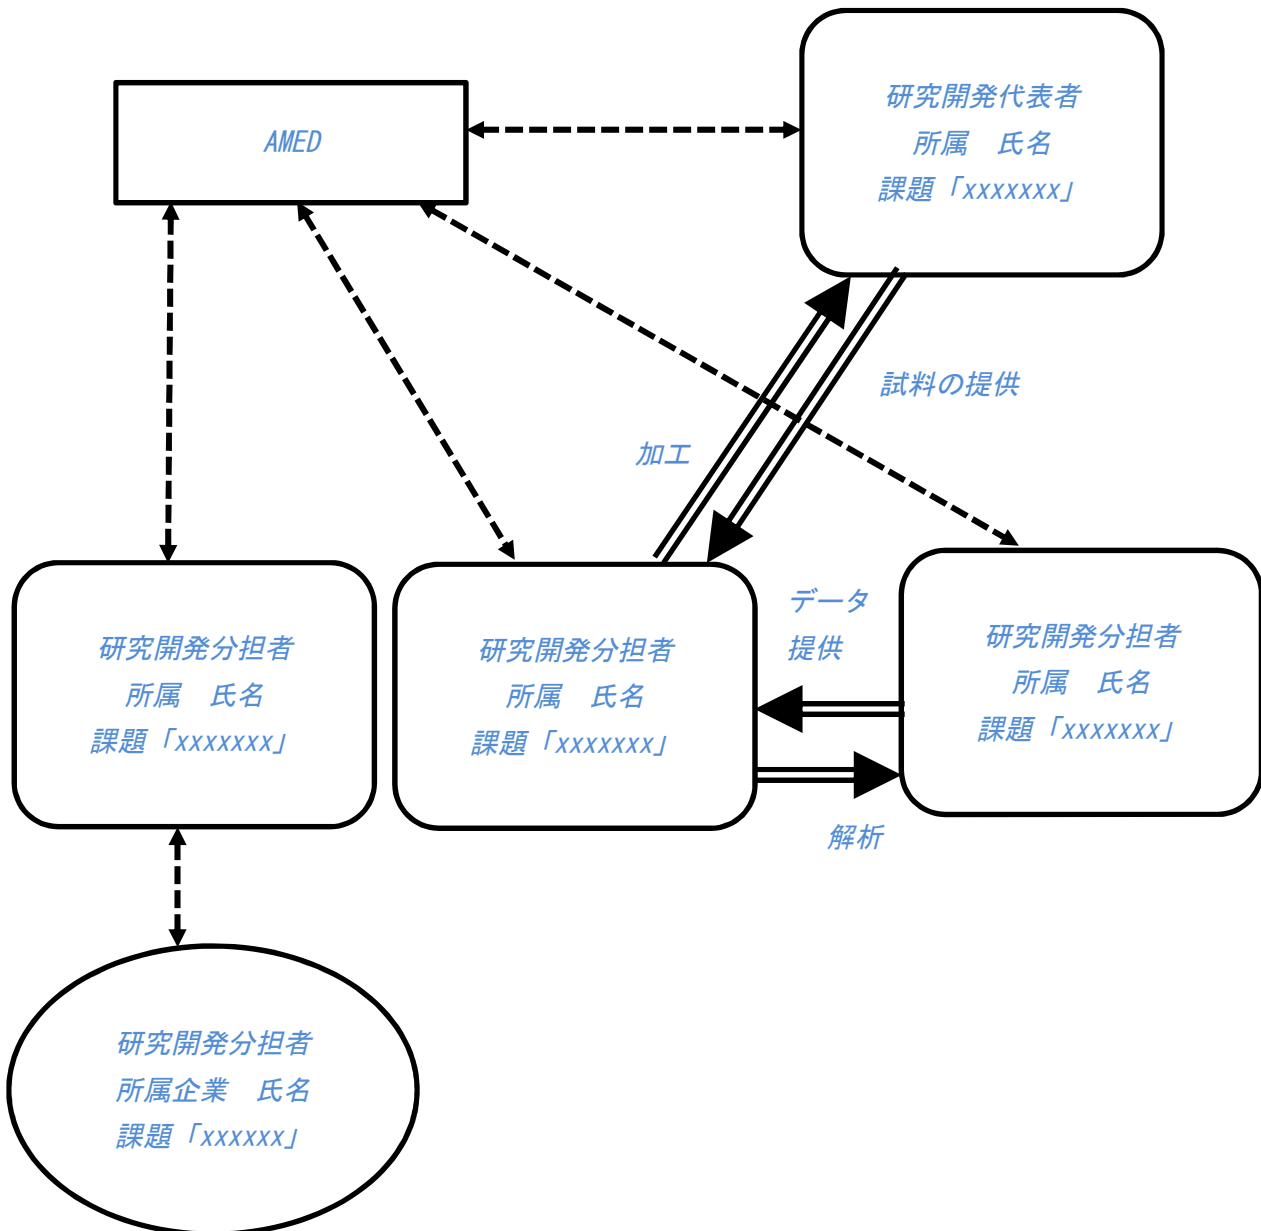 AMED
研究開発代表者
所属　氏名
課題「xxxxxxx」
試料の提供
加工
研究開発分担者
所属　氏名
課題「xxxxxxx」
研究開発分担者
所属　氏名
課題「xxxxxxx」
データ
提供
研究開発分担者
所属　氏名
課題「xxxxxxx」
解析
研究開発分担者
所属企業　氏名
課題「xxxxxx」